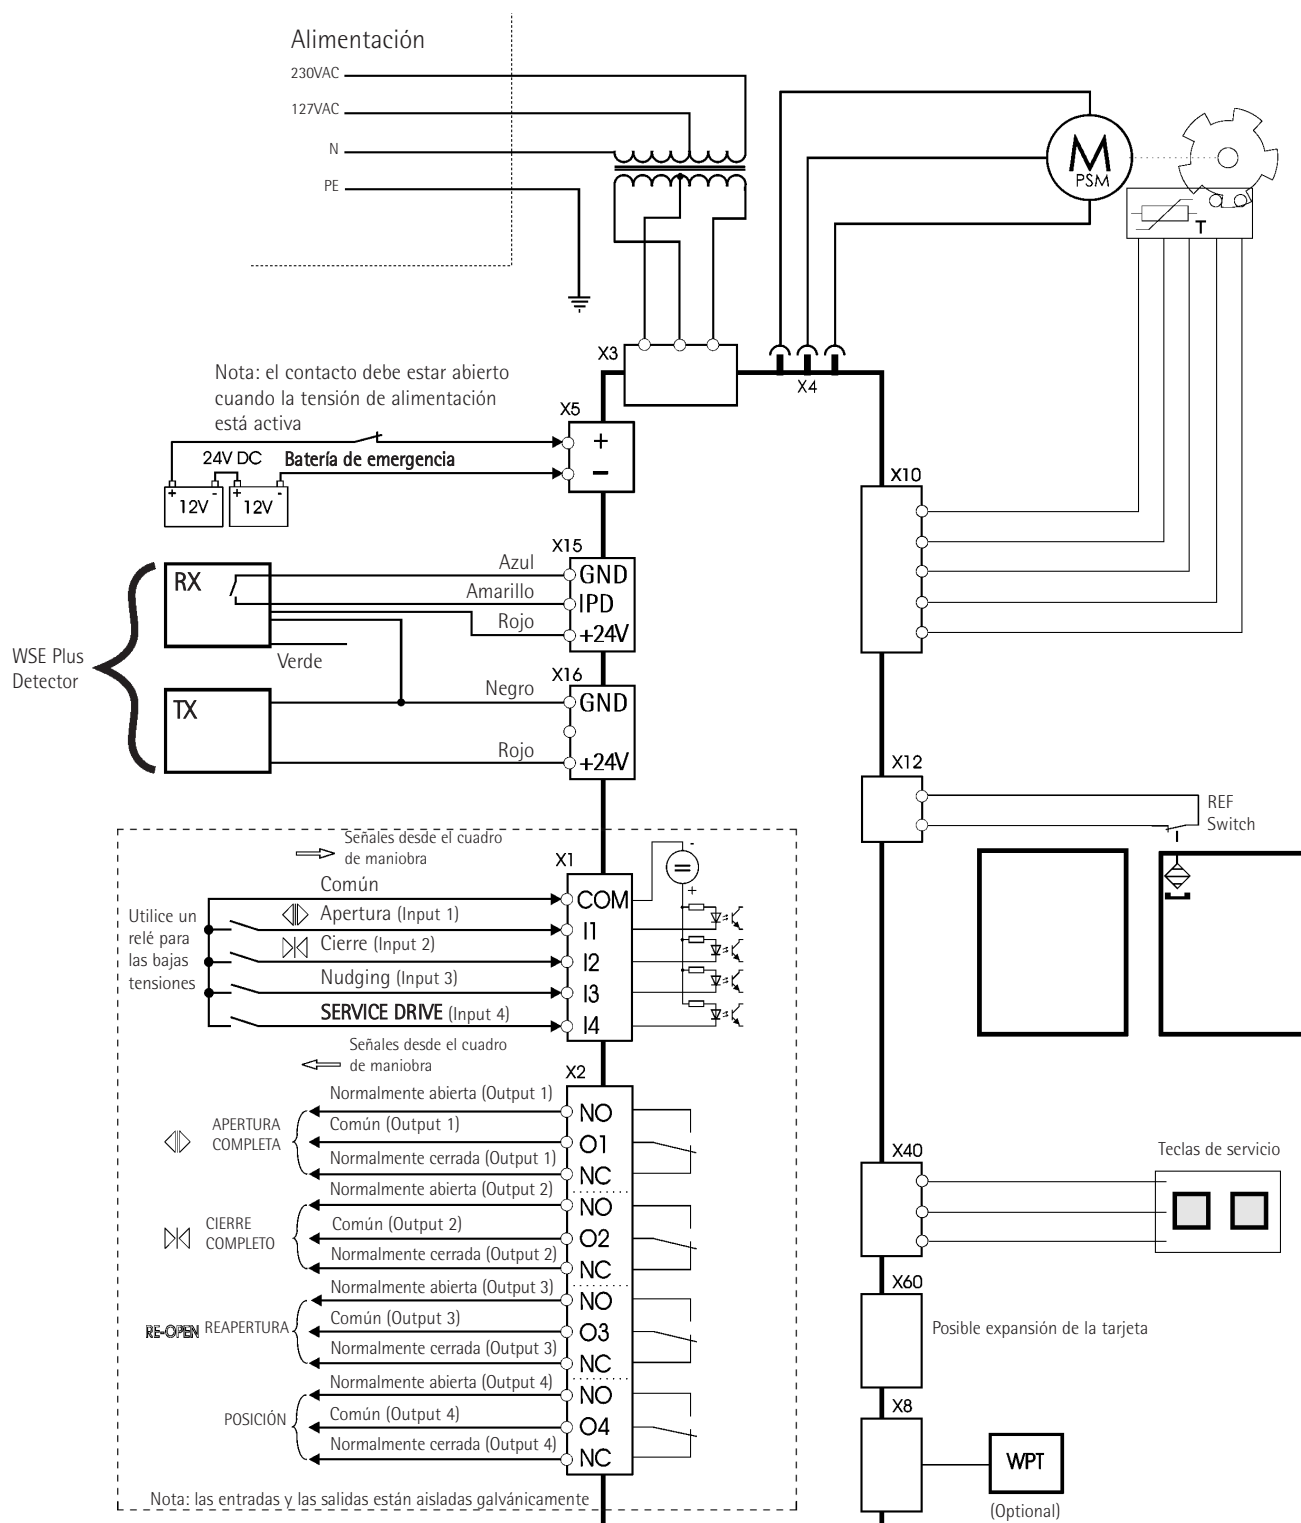 Alimentación
230VAC
127VAC
N
PE
M
PSM
T
X3
X4
Nota: el contacto debe estar abierto
cuando la tensión de alimentación
está activa
X5
+
−
24V DC
Batería de emergencia
+ -
12V
+ -
12V
X10
X15
RX
Azul
GND
Amarillo
IPD
Rojo
+24V
Verde
WSE Plus
Detector
X16
TX
Negro
GND
Rojo
+24V
X12
REF
Switch
Señales desde el cuadro
de maniobra
X1
-
+
Común
COM
Utilice un
relé para
las bajas
tensiones
Apertura (Input 1)
I1
Cierre (Input 2)
I2
Nudging (Input 3)
I3
SERVICE DRIVE (Input 4)
I4
Señales desde el cuadro
de maniobra
X2
Normalmente abierta (Output 1)
NO
APERTURA
COMPLETA
Común (Output 1)
O1
Normalmente cerrada (Output 1)
NC
Normalmente abierta (Output 2)
NO
CIERRE
COMPLETO
Común (Output 2)
O2
Normalmente cerrada (Output 2)
NC
Normalmente abierta (Output 3)
NO
RE-OPEN REAPERTURA
Común (Output 3)
O3
Normalmente cerrada (Output 3)
NC
Normalmente abierta (Output 4)
NO
POSICIÓN
Común (Output 4)
O4
Normalmente cerrada (Output 4)
NC
Nota: las entradas y las salidas están aisladas galvánicamente
X40
Teclas de servicio
X60
Posible expansión de la tarjeta
X8
WPT
(Optional)